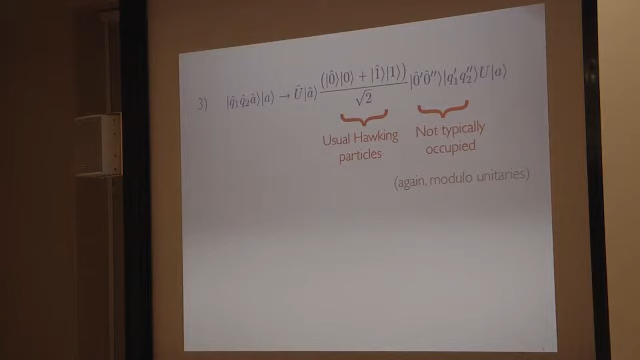 3) |q̂₁q̂₂â⟩|a⟩ → Û|â⟩ (|0̂⟩|0⟩ + |1̂⟩|1⟩)/√2 |0̂′0̂″⟩|q₁′q₂″⟩U|a⟩
Usual Hawking particles
Not typically occupied
(again, modulo unitaries)